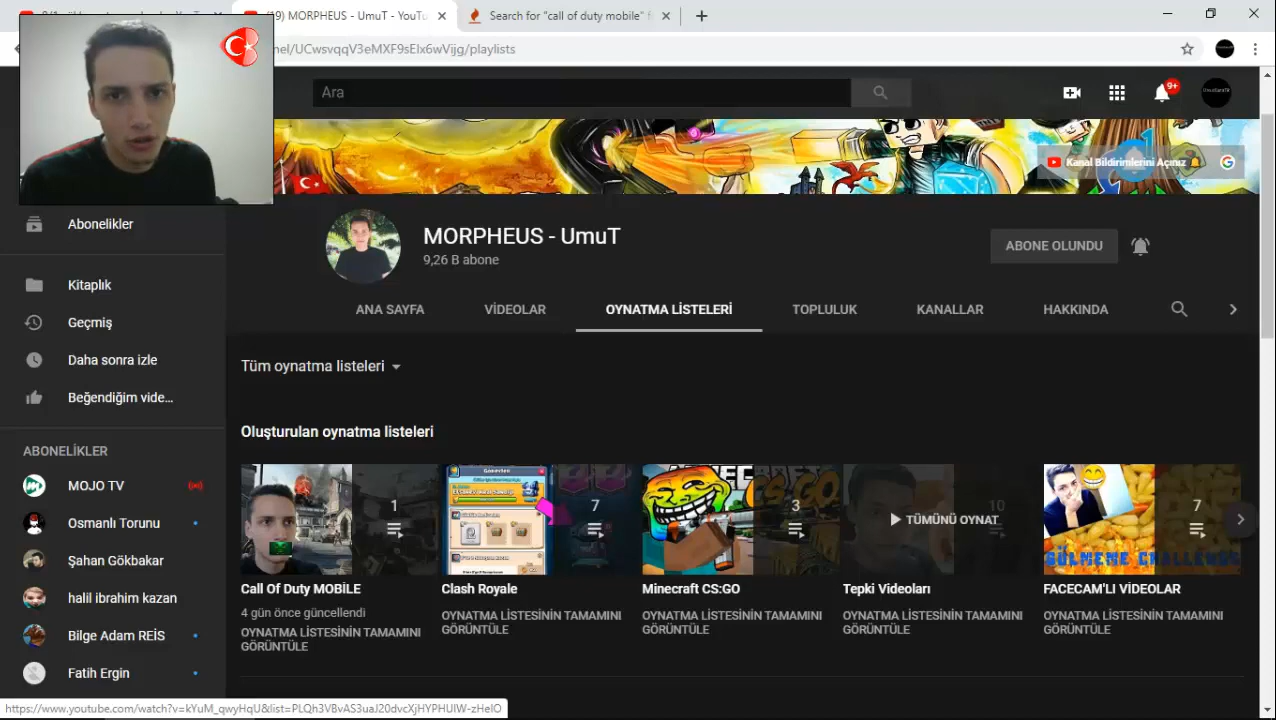 (19) MORPHEUS - UmuT - YouTu
Search for "call of duty mobile" f
nel/UCwsvqqV3eMXF9sElx6wVijg/playlists
Ara
9+
Kanal Bildirimlerini Açınız
Abonelikler
MORPHEUS - UmuT
9,26 B abone
ABONE OLUNDU
Kitaplık
ANA SAYFA
VİDEOLAR
OYNATMA LİSTELERİ
TOPLULUK
KANALLAR
HAKKINDA
Geçmiş
Daha sonra izle
Tüm oynatma listeleri
Beğendiğim vide...
Oluşturulan oynatma listeleri
ABONELİKLER
MOJO TV
Osmanlı Torunu
Şahan Gökbakar
halil ibrahim kazan
Bilge Adam REİS
Fatih Ergin
1
7
3
10
TÜMÜNÜ OYNAT
7
GÜLMEME CHALLENGE
Call Of Duty MOBİLE
4 gün önce güncellendi
OYNATMA LİSTESİNİN TAMAMINI
GÖRÜNTÜLE
Clash Royale
OYNATMA LİSTESİNİN TAMAMINI
GÖRÜNTÜLE
Minecraft CS:GO
OYNATMA LİSTESİNİN TAMAMINI
GÖRÜNTÜLE
Tepki Videoları
OYNATMA LİSTESİNİN TAMAMINI
GÖRÜNTÜLE
FACECAM'LI VİDEOLAR
OYNATMA LİSTESİNİN TAMAMINI
GÖRÜNTÜLE
https://www.youtube.com/watch?v=kYuM_qwyHqU&list=PLQh3VBvAS3uaJ20dvcXjHYPHUIW-zHeIO